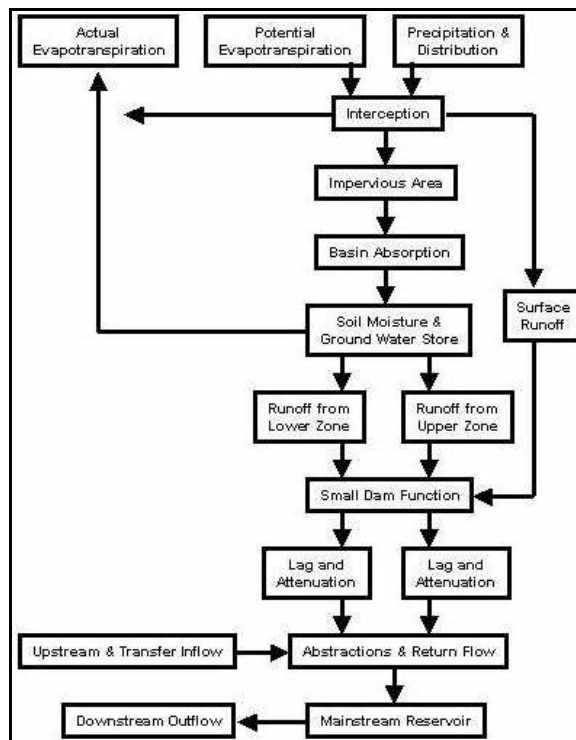 Actual
Evapotranspiration
Potential
Evapotranspiration
Precipitation &
Distribution
Interception
Impervious Area
Basin Absorption
Soil Moisture &
Ground Water Store
Surface
Runoff
Runoff from
Lower Zone
Runoff from
Upper Zone
Small Dam Function
Lag and
Attenuation
Lag and
Attenuation
Upstream & Transfer Inflow
Abstractions & Return Flow
Downstream Outflow
Mainstream Reservoir